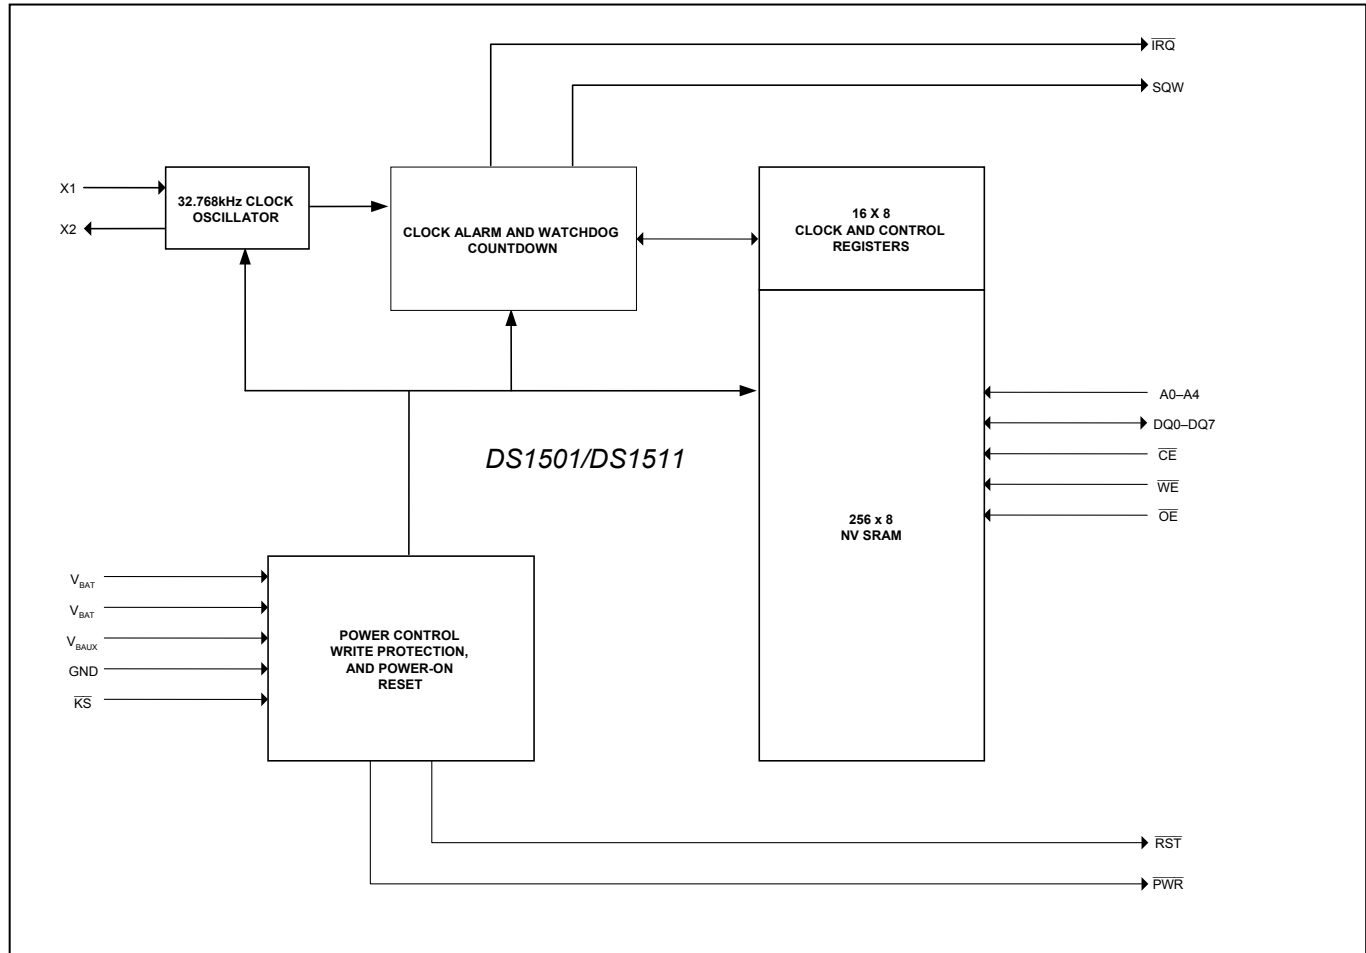 IRQ
SQW
X1
X2
32.768kHz CLOCK
OSCILLATOR
CLOCK ALARM AND WATCHDOG
COUNTDOWN
16 X 8
CLOCK AND CONTROL
REGISTERS
A0–A4
DQ0–DQ7
CE
WE
OE
DS1501/DS1511
256 x 8
NV SRAM
VBAT
VBAT
VBAUX
GND
KS
POWER CONTROL
WRITE PROTECTION,
AND POWER-ON
RESET
RST
PWR